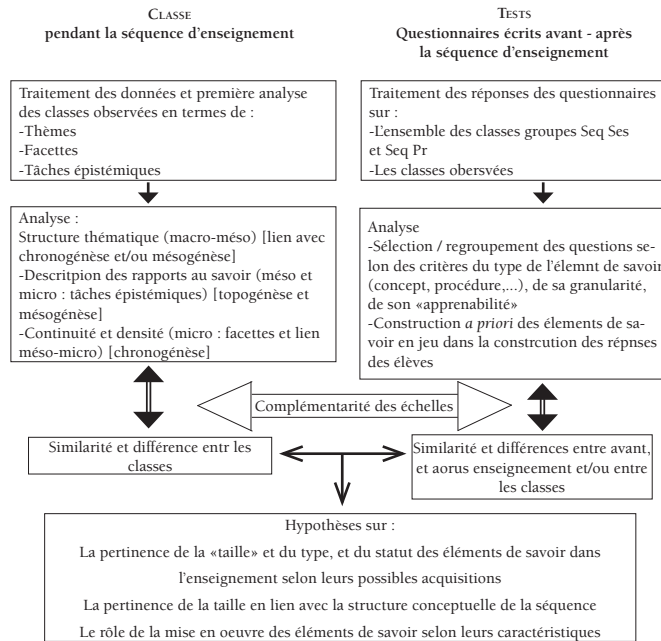 CLASSE
pendant la séquence d'enseignement
TESTS
Questionnaires écrits avant - après
la séquence d'enseignement
Traitement des données et première analyse
des classes observées en termes de :
-Thèmes
-Facettes
-Tâches épistémiques
Traitement des réponses des questionnaires
sur :
-L'ensemble des classes groupes Seq Ses
et Seq Pr
-Les classes obersvées
Analyse :
Structure thématique (macro-méso) [lien avec
chronogénèse et/ou mésogénèse]
-Descritpion des rapports au savoir (méso et
micro : tâches épistémiques) [topogénèse et
mésogénèse]
-Continuité et densité (micro : facettes et lien
méso-micro) [chronogénèse]
Analyse
-Sélection / regroupement des questions se-
lon des critères du type de l'élemnt de savoir
(concept, procédure,...), de sa granularité,
de son «apprenabilité»
-Construction a priori des élements de sa-
voir en jeu dans la constrcution des répnses
des élèves
Complémentarité des échelles
Similarité et différence entr les
classes
Similarité et différences entre avant,
et aorus enseigneement et/ou entre
les classes
Hypothèses sur :
La pertinence de la «taille» et du type, et du statut des éléments de savoir dans
l'enseignement selon leurs possibles acquisitions
La pertinence de la taille en lien avec la structure conceptuelle de la séquence
Le rôle de la mise en oeuvre des éléments de savoir selon leurs caractéristiques